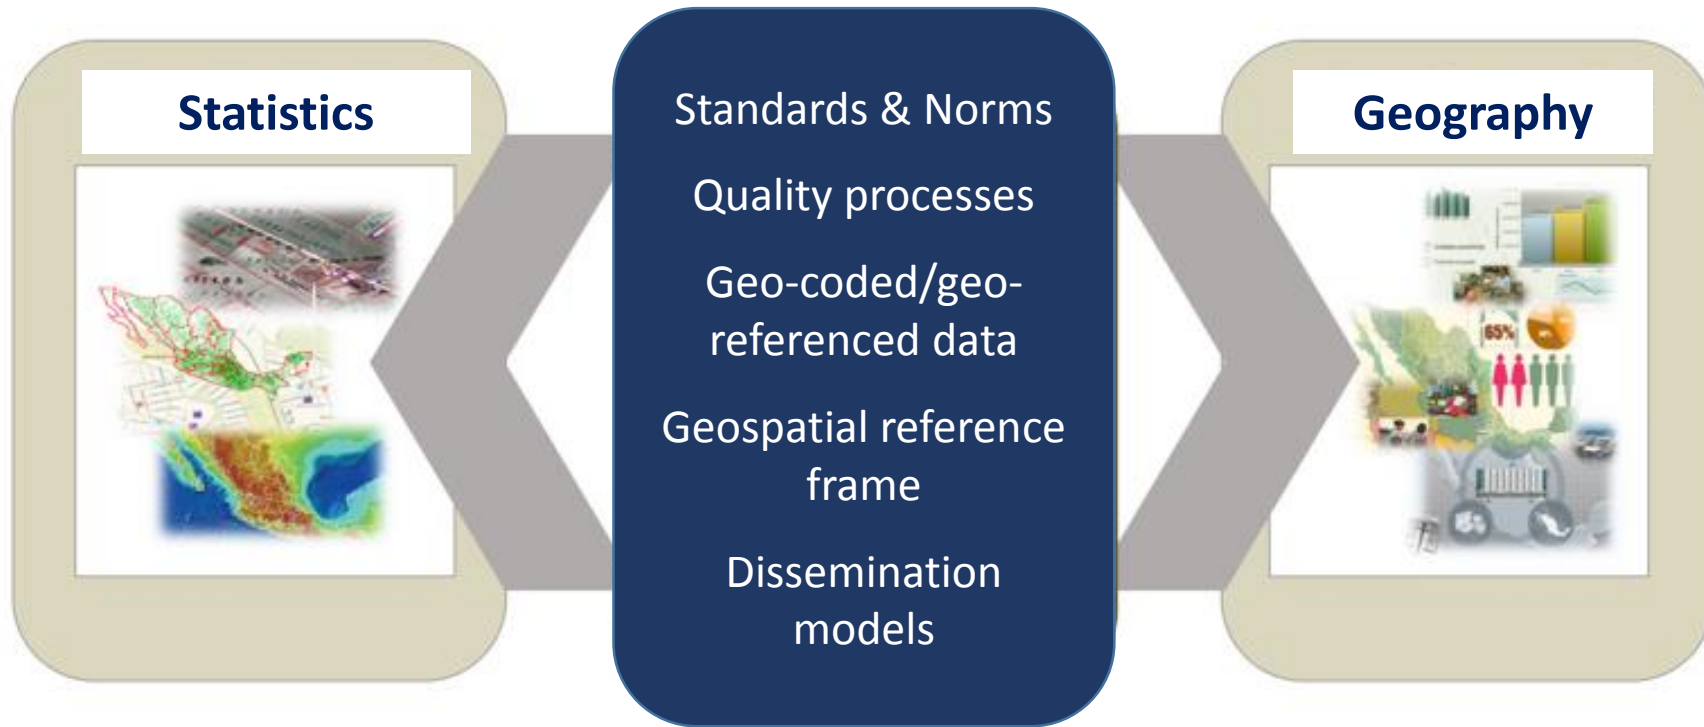 Statistics
Standards & Norms
Quality processes
Geo-coded/geo-
referenced data
Geospatial reference
frame
Dissemination
models
Geography
65%